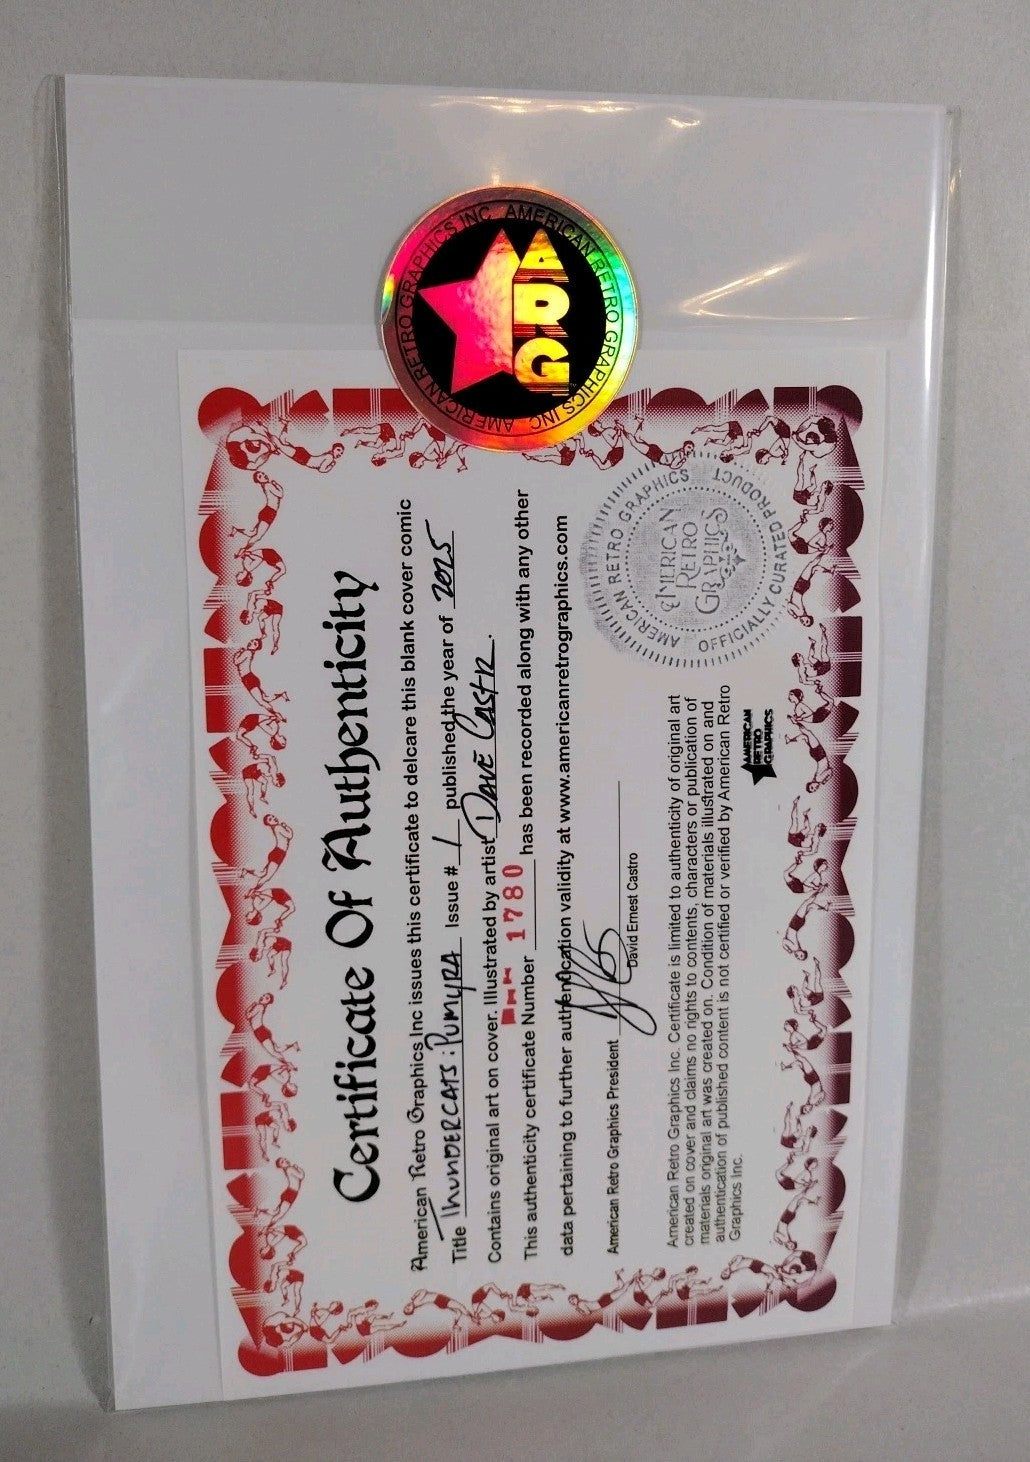 AMERICAN RETRO GRAPHICS INC. AMERICAN RETRO GRAPHICS INC.
ARG
Certificate Of Authenticity
American Retro Graphics Inc issues this certificate to delcare this blank cover comic
Title THUNDERCATS: PUMYRA Issue # 1 published the year of 2025
Contains original art on cover. Illustrated by artist DAVE CASTR.
This authenticity certificate Number 1780 has been recorded along with any other
data pertaining to further authentication validity at www.americanretrographics.com
American Retro Graphics President
David Ernest Castro
American Retro Graphics Inc. Certificate is limited to authenticity of original art
created on cover and claims no rights to contents, characters or publication of
materials original art was created on. Condition of materials illustrated on and
authentication of published content is not certified or verified by American Retro
Graphics Inc.
AMERICAN
RETRO
GRAPHICS
AMERICAN RETRO GRAPHICS
OFFICIALLY CURATED PRODUCT
AMERICAN
RETRO
GRAPHICS